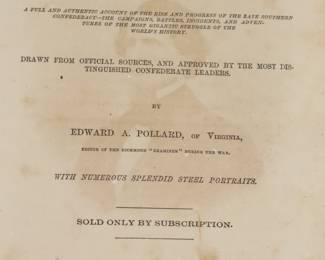 A FULL AND AUTHENTIC ACCOUNT OF THE RISE AND PROGRESS OF THE LATE SOUTHERN
CONFEDERACY—THE CAMPAIGNS, BATTLES, INCIDENTS, AND ADVEN-
TURES OF THE MOST GIGANTIC STRUGGLE OF THE
WORLD'S HISTORY.
DRAWN FROM OFFICIAL SOURCES, AND APPROVED BY THE MOST DIS-
TINGUISHED CONFEDERATE LEADERS.
BY
EDWARD A. POLLARD, OF VIRGINIA,
EDITOR OF THE RICHMOND "EXAMINER" DURING THE WAR.
WITH NUMEROUS SPLENDID STEEL PORTRAITS.
SOLD ONLY BY SUBSCRIPTION.